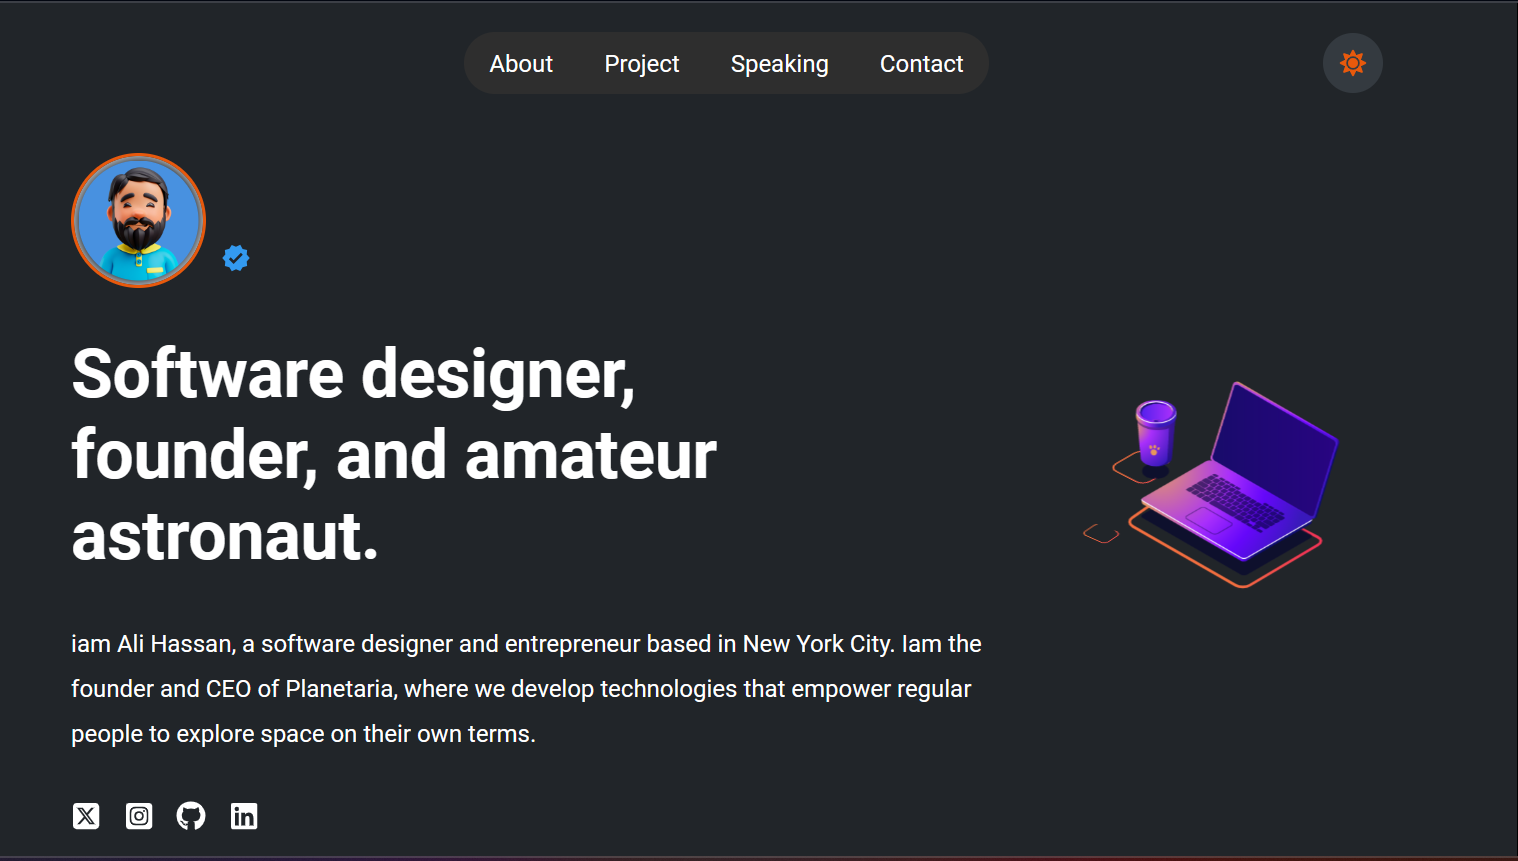 About Project Speaking Contact
Software designer,
founder, and amateur
astronaut.
iam Ali Hassan, a software designer and entrepreneur based in New York City. Iam the
founder and CEO of Planetaria, where we develop technologies that empower regular
people to explore space on their own terms.